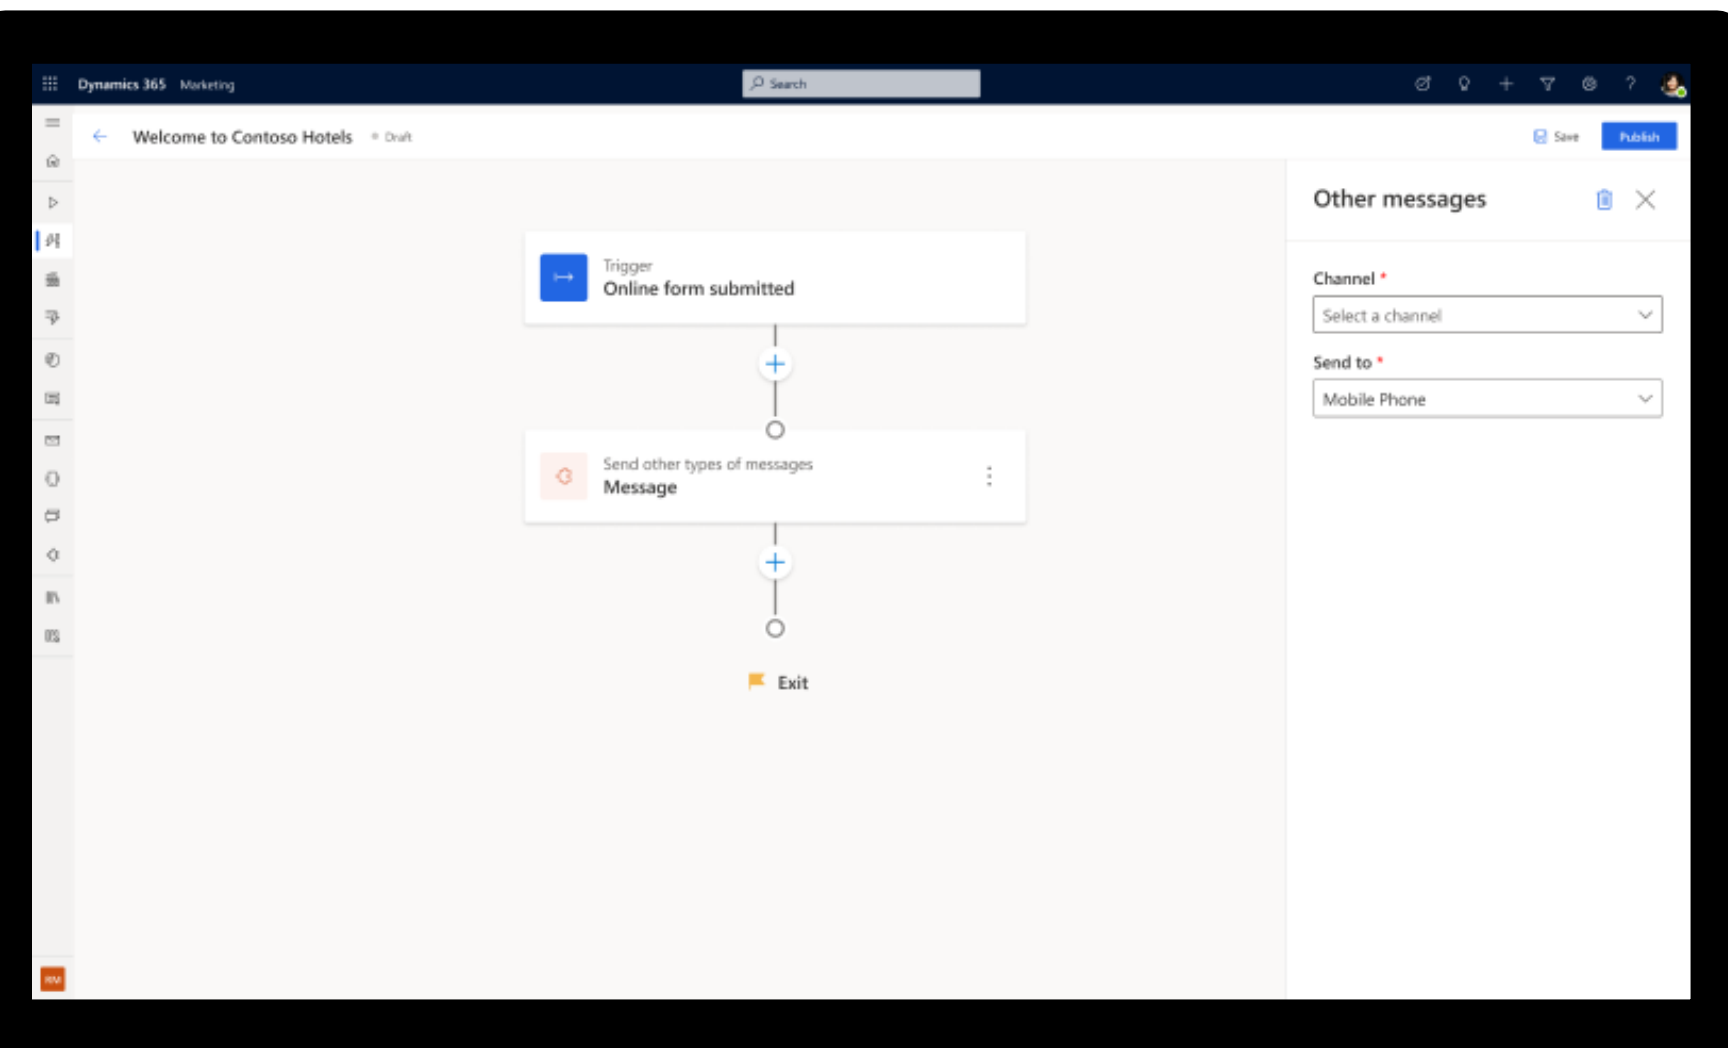 Dynamics 365 Marketing
Search
?
Welcome to Contoso Hotels
Draft
Save
Publish
Other messages
Trigger
Online form submitted
Channel *
Select a channel
Send to *
Mobile Phone
Send other types of messages
Message
Exit
RM